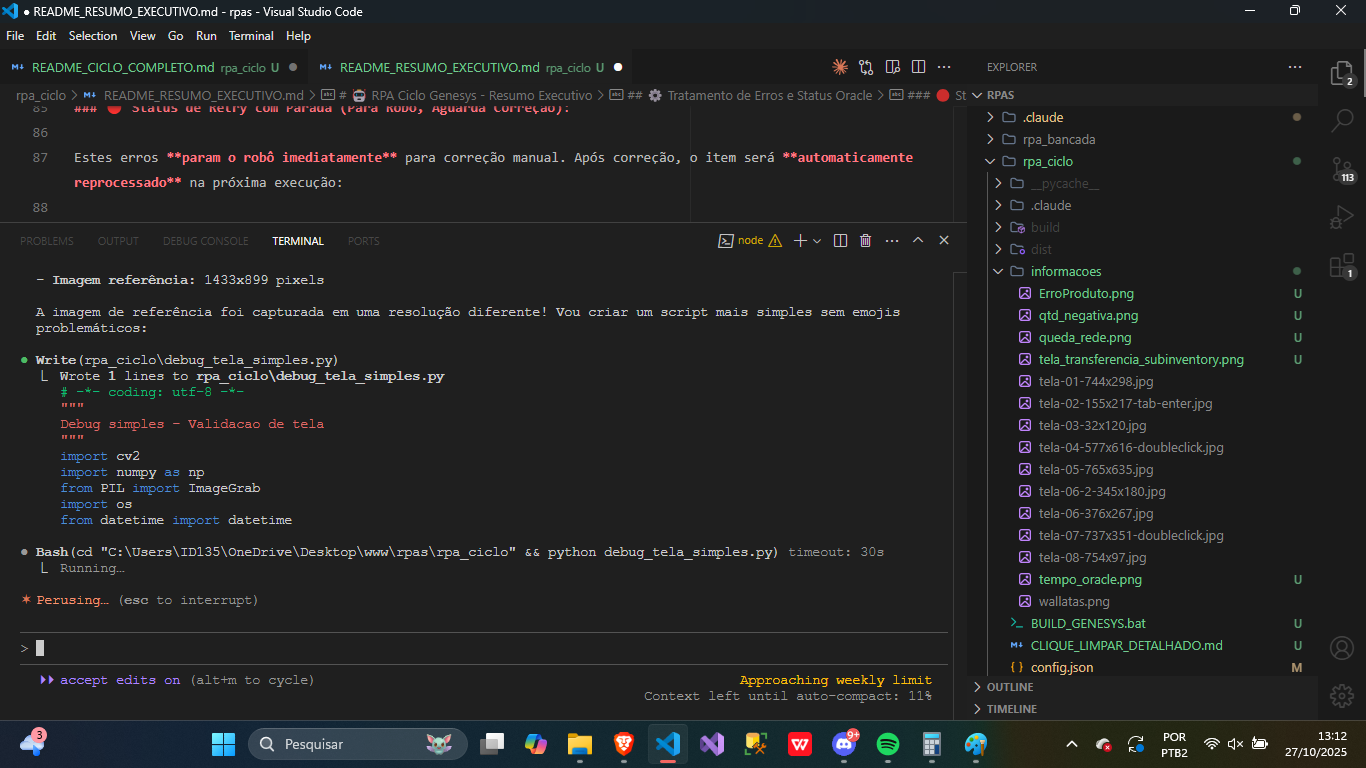 ● README_RESUMO_EXECUTIVO.md - rpas - Visual Studio Code
File Edit Selection View Go Run Terminal Help
README_CICLO_COMPLETO.md rpa_ciclo U ●
README_RESUMO_EXECUTIVO.md rpa_ciclo U ●
rpa_ciclo > README_RESUMO_EXECUTIVO.md > # RPA Ciclo Genesys - Resumo Executivo > ## Tratamento de Erros e Status Oracle > ### St
85 ### Status de Retry com Parada (Para Robô, Aguarda Correção):
86
87 Estes erros **param o robô imediatamente** para correção manual. Após correção, o item será **automaticamente
reprocessado** na próxima execução:
88
PROBLEMS OUTPUT DEBUG CONSOLE TERMINAL PORTS
node
- Imagem referência: 1433x899 pixels
A imagem de referência foi capturada em uma resolução diferente! Vou criar um script mais simples sem emojis
problemáticos:
● Write(rpa_ciclo\debug_tela_simples.py)
Wrote 1 lines to rpa_ciclo\debug_tela_simples.py
# -*- coding: utf-8 -*-
"""
Debug simples - Validacao de tela
"""
import cv2
import numpy as np
from PIL import ImageGrab
import os
from datetime import datetime
● Bash(cd "C:\Users\ID135\OneDrive\Desktop\www\rpas\rpa_ciclo" && python debug_tela_simples.py) timeout: 30s
Running…
* Perusing… (esc to interrupt)
>
accept edits on (alt+m to cycle)
Approaching weekly limit
Context left until auto-compact: 11%
EXPLORER
RPAS
.claude
rpa_bancada
rpa_ciclo
__pycache__
.claude
build
dist
informacoes
ErroProduto.png U
qtd_negativa.png U
queda_rede.png U
tela_transferencia_subinventory.png U
tela-01-744x298.jpg
tela-02-155x217-tab-enter.jpg
tela-03-32x120.jpg
tela-04-577x616-doubleclick.jpg
tela-05-765x635.jpg
tela-06-2-345x180.jpg
tela-06-376x267.jpg
tela-07-737x351-doubleclick.jpg
tela-08-754x97.jpg
tempo_oracle.png U
wallatas.png
BUILD_GENESYS.bat U
CLIQUE_LIMPAR_DETALHADO.md U
{} config.json M
OUTLINE
TIMELINE
2
113
1
3
Pesquisar
9+
POR
PTB2
13:12
27/10/2025